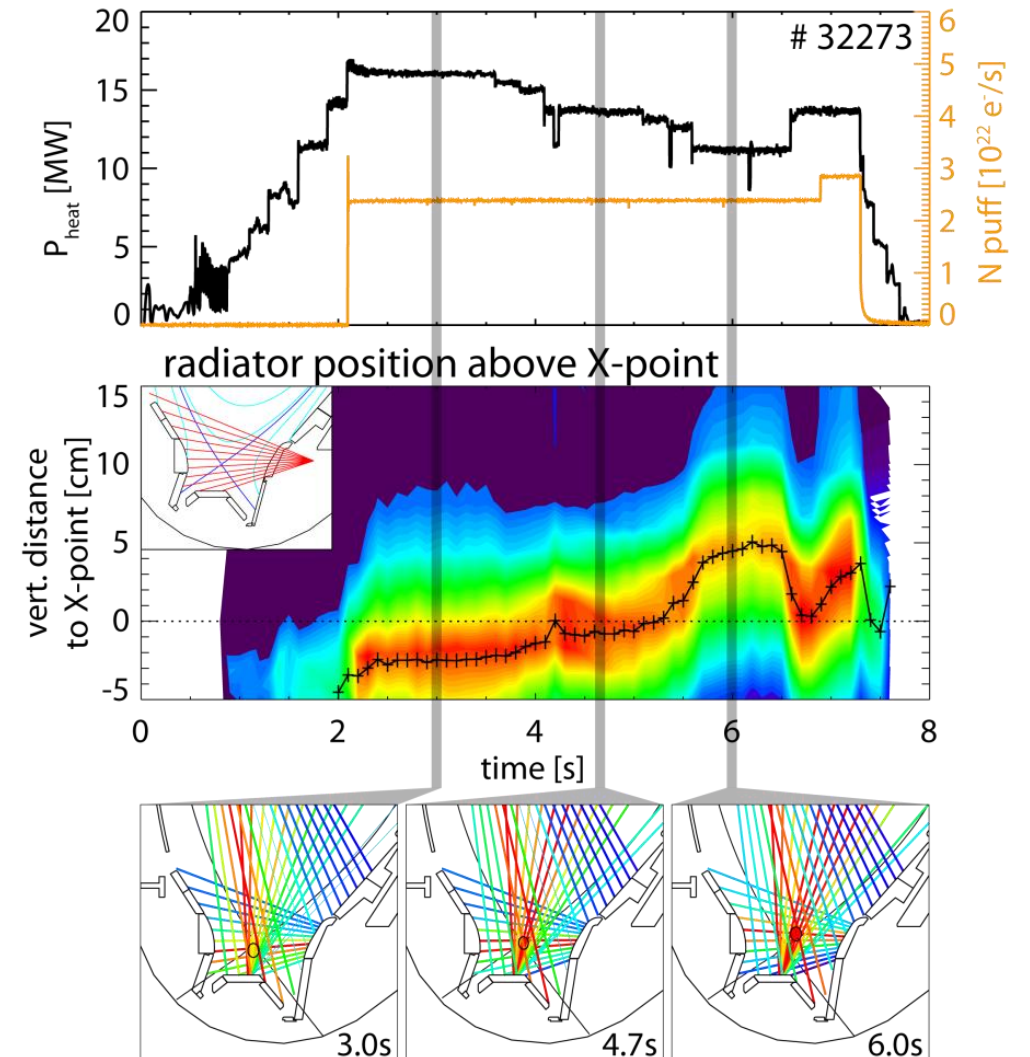 # 32273
P_heat [MW]
20
15
10
5
0
N puff [10^22 e^-/s]
6
5
4
3
2
1
0
radiator position above X-point
vert. distance
to X-point [cm]
15
10
5
0
-5
0 2 4 6 8
time [s]
3.0s 4.7s 6.0s